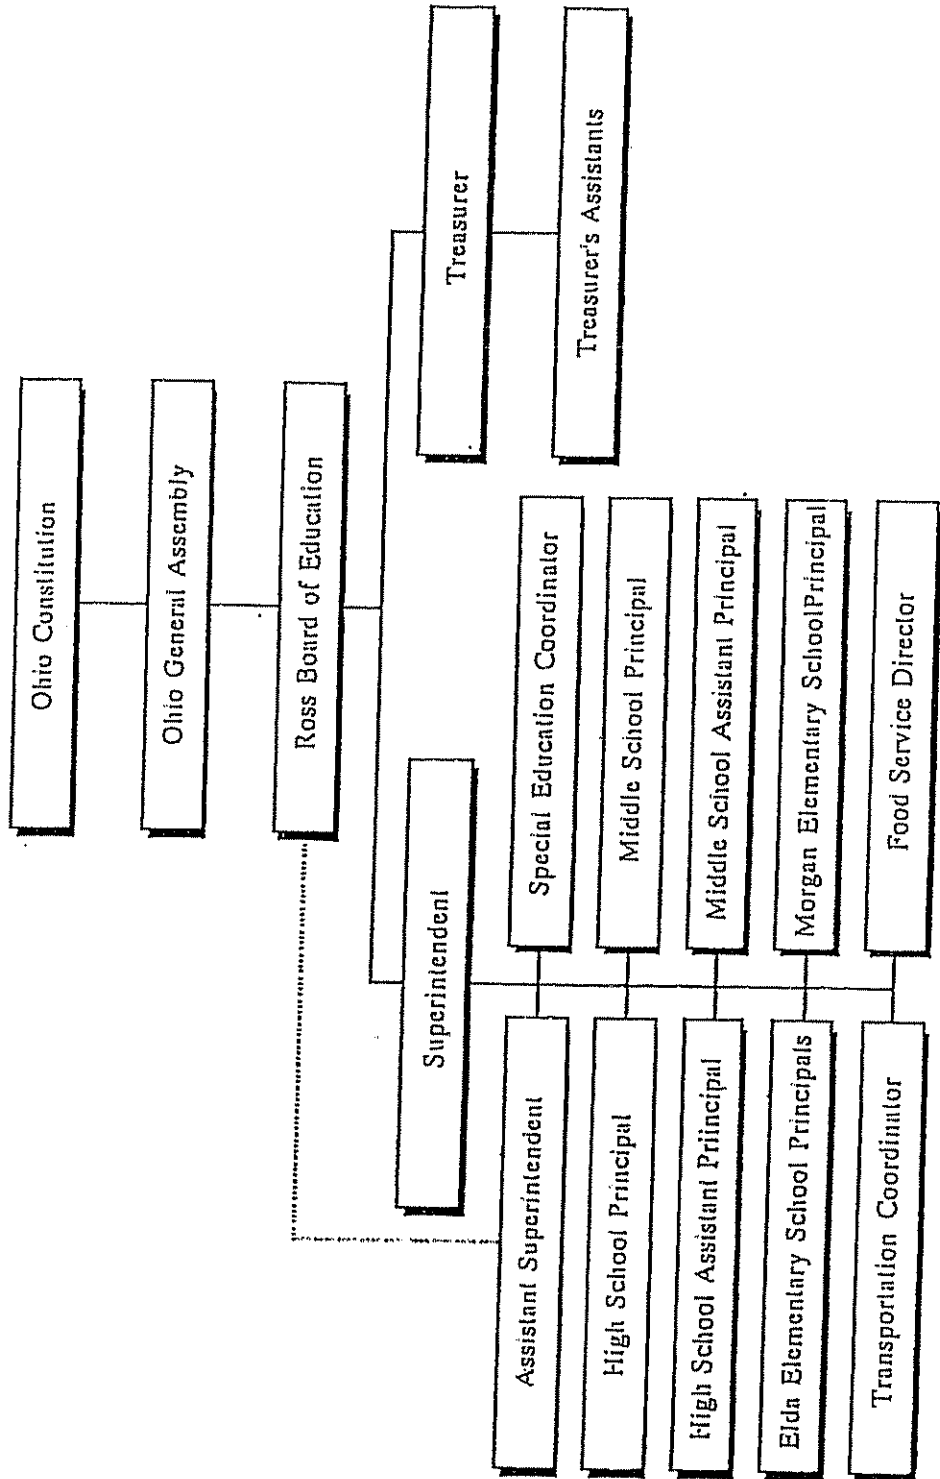 Ohio Constitution
Ohio General Assembly
Ross Board of Education
Superintendent
Treasurer
Assistant Superintendent
Special Education Coordinator
Treasurer's Assistants
High School Principal
Middle School Principal
High School Assistant Priincipal
Middle School Assistant Principal
Elda Elementary School Principals
Morgan Elementary SchoolPrincipal
Transportation Coordinator
Food Service Director